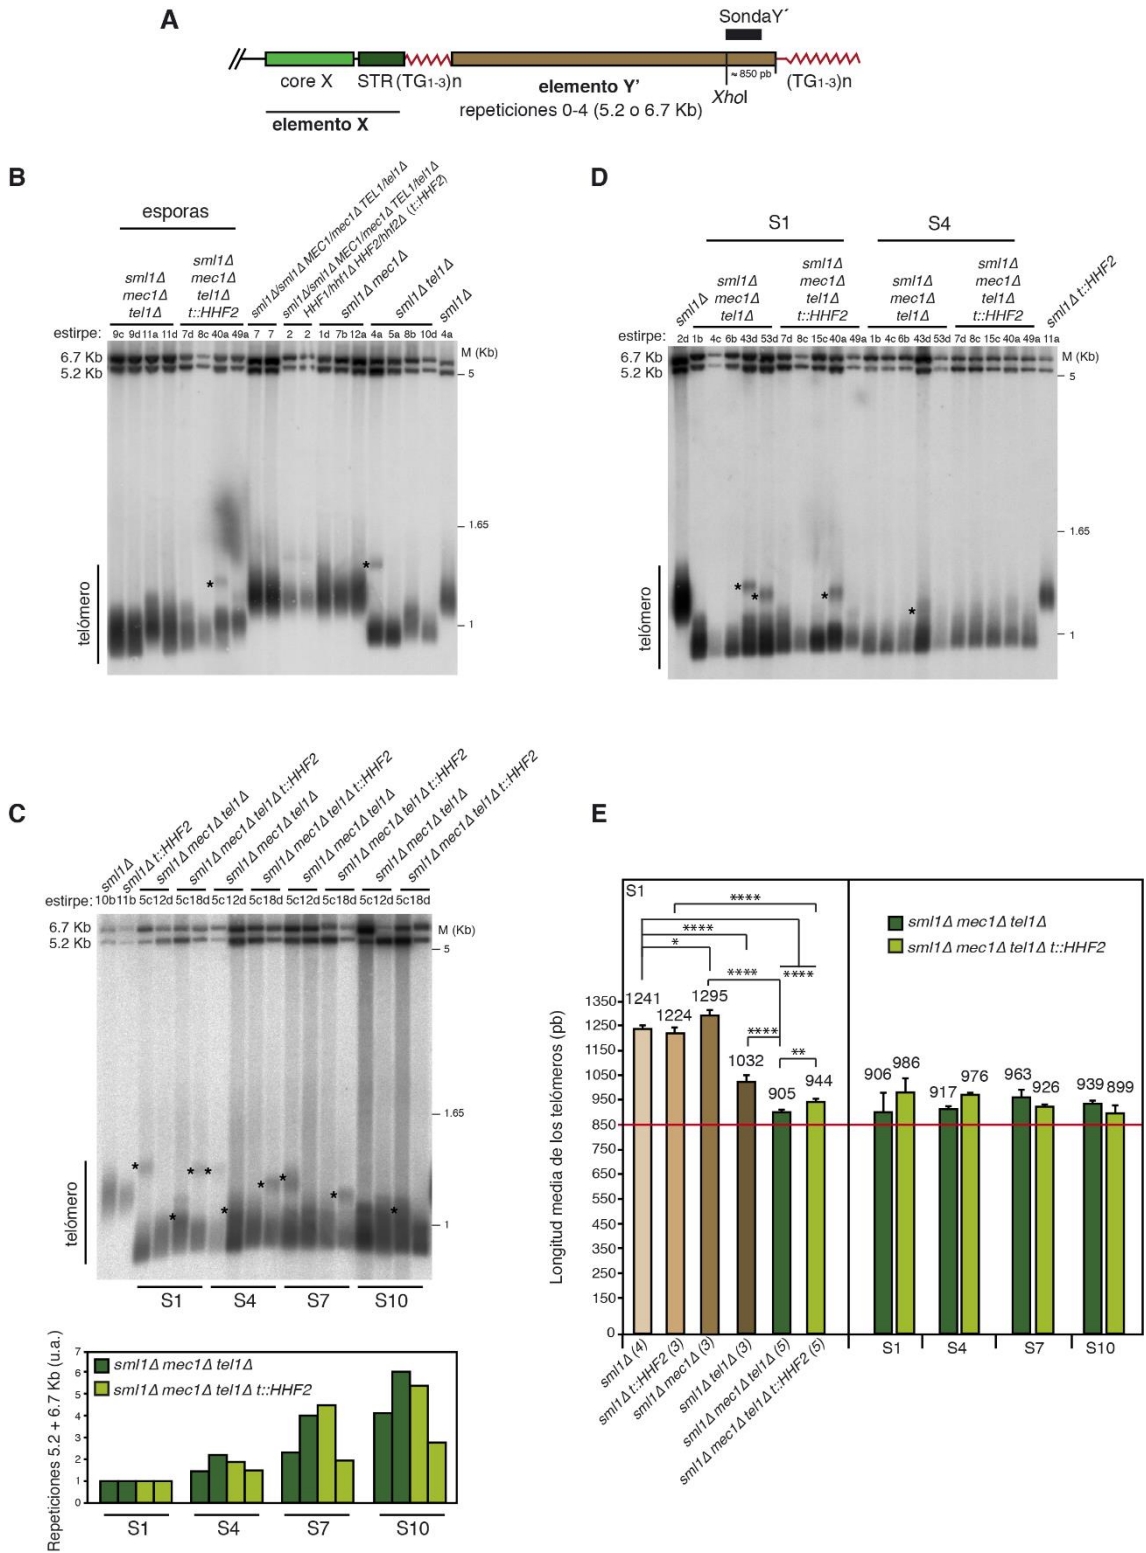 A
SondaY´
core X
STR (TG1-3)n
elemento Y'
≈ 850 pb
(TG1-3)n
XhoI
repeticiones 0-4 (5.2 o 6.7 Kb)
elemento X
B
esporas
sml1Δ mec1Δ tel1Δ
sml1Δ mec1Δ tel1Δ t::HHF2
sml1Δ/sml1Δ MEC1/mec1Δ TEL1/tel1Δ
sml1Δ/sml1Δ MEC1/mec1Δ TEL1/tel1Δ
HHF1/hhf1Δ HHF2/hhf2Δ (t::HHF2)
sml1Δ mec1Δ
sml1Δ tel1Δ
sml1Δ
estirpe: 9c 9d 11a 11d 7d 8c 40a 49a 7 7 2 2 1d 7b 12a 4a 5a 8b 10d 4a
6.7 Kb
5.2 Kb
M (Kb)
5
1.65
1
telómero
*
*
D
S1
S4
sml1Δ
sml1Δ mec1Δ tel1Δ
sml1Δ mec1Δ tel1Δ t::HHF2
sml1Δ mec1Δ tel1Δ
sml1Δ mec1Δ tel1Δ t::HHF2
sml1Δ t::HHF2
estirpe: 2d 1b 4c 6b 43d 53d 7d 8c 15c 40a 49a 1b 4c 6b 43d 53d 7d 8c 15c 40a 49a 11a
6.7 Kb
5.2 Kb
M (Kb)
5
1.65
1
telómero
*
*
*
*
C
sml1Δ
sml1Δ t::HHF2
sml1Δ mec1Δ tel1Δ
sml1Δ mec1Δ tel1Δ t::HHF2
sml1Δ mec1Δ tel1Δ
sml1Δ mec1Δ tel1Δ t::HHF2
sml1Δ mec1Δ tel1Δ
sml1Δ mec1Δ tel1Δ t::HHF2
sml1Δ mec1Δ tel1Δ
sml1Δ mec1Δ tel1Δ t::HHF2
estirpe: 10b 11b 5c 12d 5c 18d 5c 12d 5c 18d 5c 12d 5c 18d 5c 12d 5c 18d
6.7 Kb
5.2 Kb
M (Kb)
5
1.65
1
telómero
* * * * * * * * *
S1 S4 S7 S10
Repeticiones 5.2 + 6.7 Kb (u.a.)
7
6
5
4
3
2
1
0
sml1Δ mec1Δ tel1Δ
sml1Δ mec1Δ tel1Δ t::HHF2
S1 S4 S7 S10
E
S1
Longitud media de los telómeros (pb)
1350
1250
1150
1050
950
850
750
650
550
450
350
250
150
0
****
****
*
****
****
****
**
1241
1224
1295
1032
905
944
sml1Δ (4)
sml1Δ t::HHF2 (3)
sml1Δ mec1Δ (3)
sml1Δ tel1Δ (3)
sml1Δ mec1Δ tel1Δ (5)
sml1Δ mec1Δ tel1Δ t::HHF2 (5)
sml1Δ mec1Δ tel1Δ
sml1Δ mec1Δ tel1Δ t::HHF2
906 986
917 976
963 926
939 899
S1 S4 S7 S10